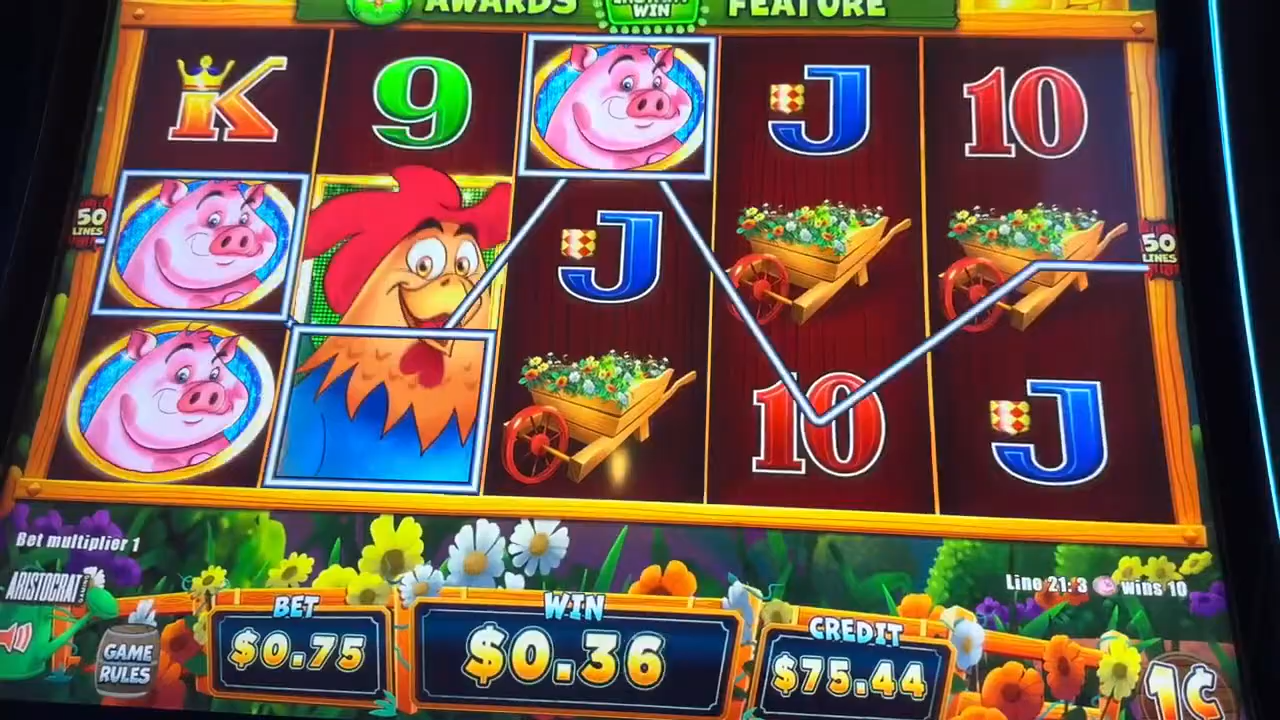 AWARDS
INSTANT
WIN
FEATURE
K
9
J
10
50
LINES
J
50
LINES
10
J
Bet multiplier 1
ARISTOCRAT
Line 21: 3 wins 10
GAME
RULES
BET
$0.75
WIN
$0.36
CREDIT
$75.44
1¢